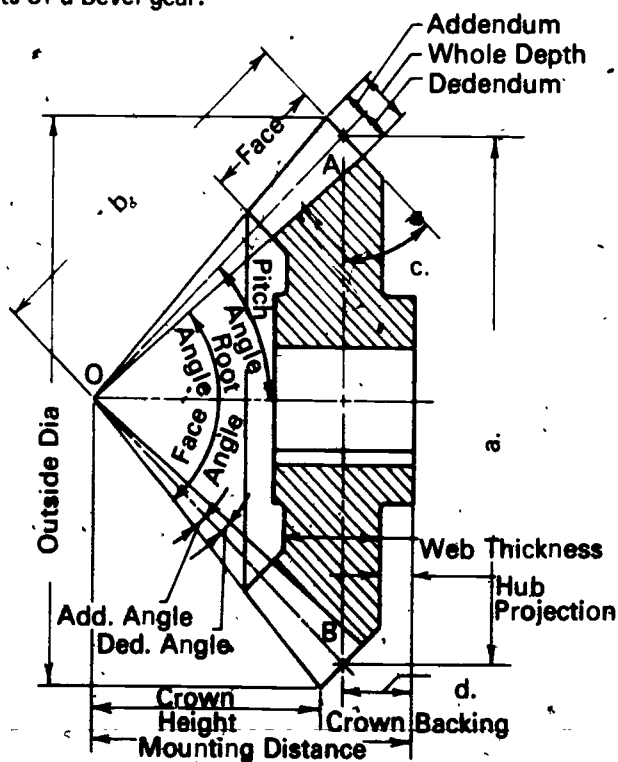 ts of a bevel gear.
Addendum
Whole Depth
Dedendum
Face
A
b.
c.
Pitch
Angle
O
Root
Angle
Face
Angle
a.
Outside Dia
Web Thickness
Hub
Projection
Add. Angle
Ded. Angle
B
d.
Crown
Height
Crown Backing
Mounting Distance